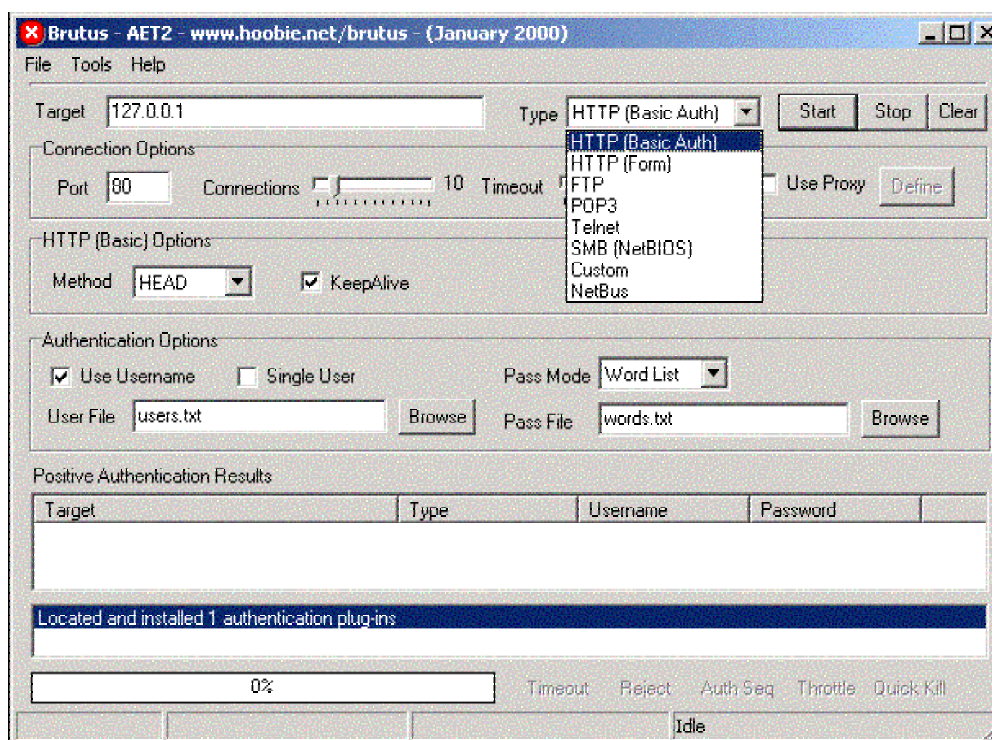 Brutus - AET2 - www.hoobie.net/brutus - (January 2000)
File Tools Help
Target 127.0.0.1 Type HTTP (Basic Auth) Start Stop Clear
HTTP (Basic Auth)
HTTP (Form)
FTP
POP3
Telnet
SMB (NetBIOS)
Custom
NetBus
Connection Options
Port 80 Connections 10 Timeout Use Proxy Define
HTTP (Basic) Options
Method HEAD KeepAlive
Authentication Options
Use Username Single User Pass Mode Word List
User File users.txt Browse Pass File words.txt Browse
Positive Authentication Results
Target Type Username Password
Located and installed 1 authentication plug-ins
0% Timeout Reject Auth Seq Throttle Quick Kill
Idle